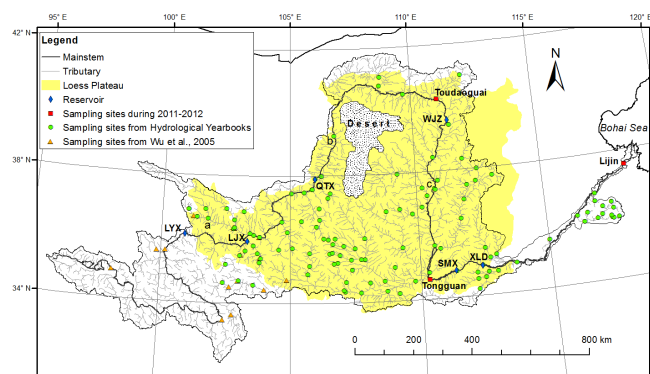 95° E 100° E 105° E 110° E 115° E 120° E
42° N
38° N
34° N
Legend
Mainstem
Tributary
Loess Plateau
Reservoir
Sampling sites during 2011-2012
Sampling sites from Hydrological Yearbooks
Sampling sites from Wu et al., 2005
N
Toudaoguai
WJZ
Desert
b
Bohai Sea
Lijin
QTX
c
a
LYX
LJX
SMX
XLD
Tongguan
0 200 400 800 km